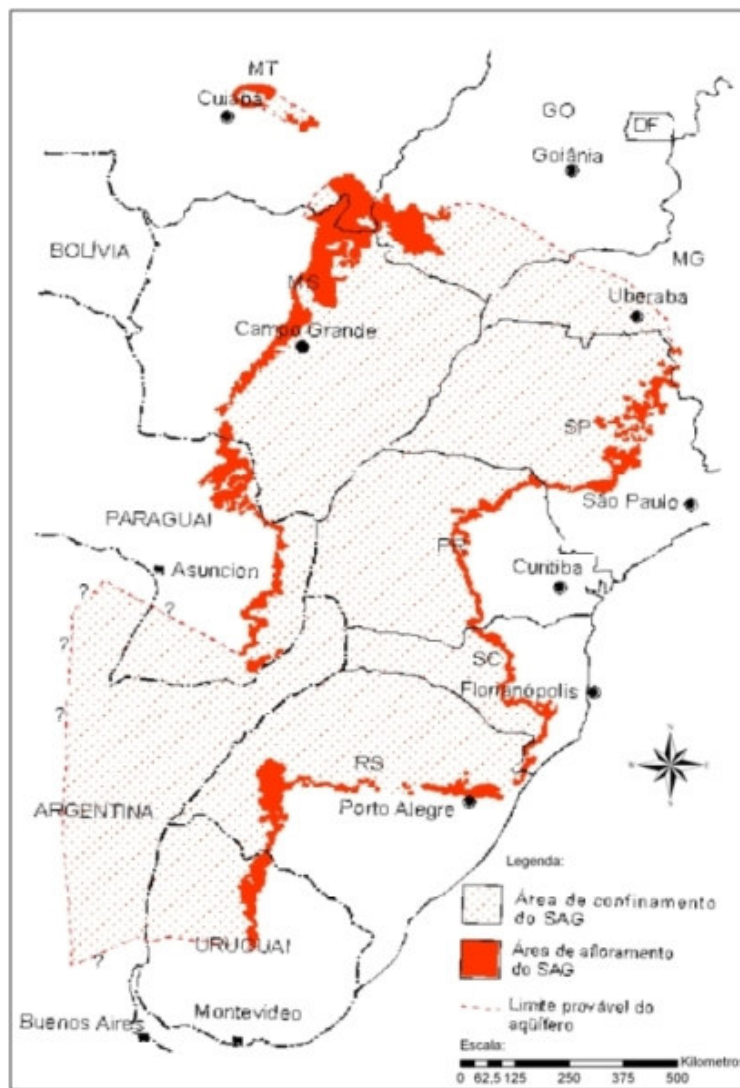 MT
Cuiabá
GO
DF
Goiânia
BOLÍVIA
MG
MS
Uberaba
Campo Grande
SP
PARAGUAI
São Paulo
PR
Asuncion
Curitiba
?
?
?
SC
?
Florianópolis
N
RS
ARGENTINA
Porto Alegre
Legenda:
Área de confinamento
do SAG
URUGUAI
Área de afloramento
do SAG
?
Limite provável do
aqüífero
Buenos Aires
Montevideo
Escala:
Kilometros
0 62,5 125 250 375 500